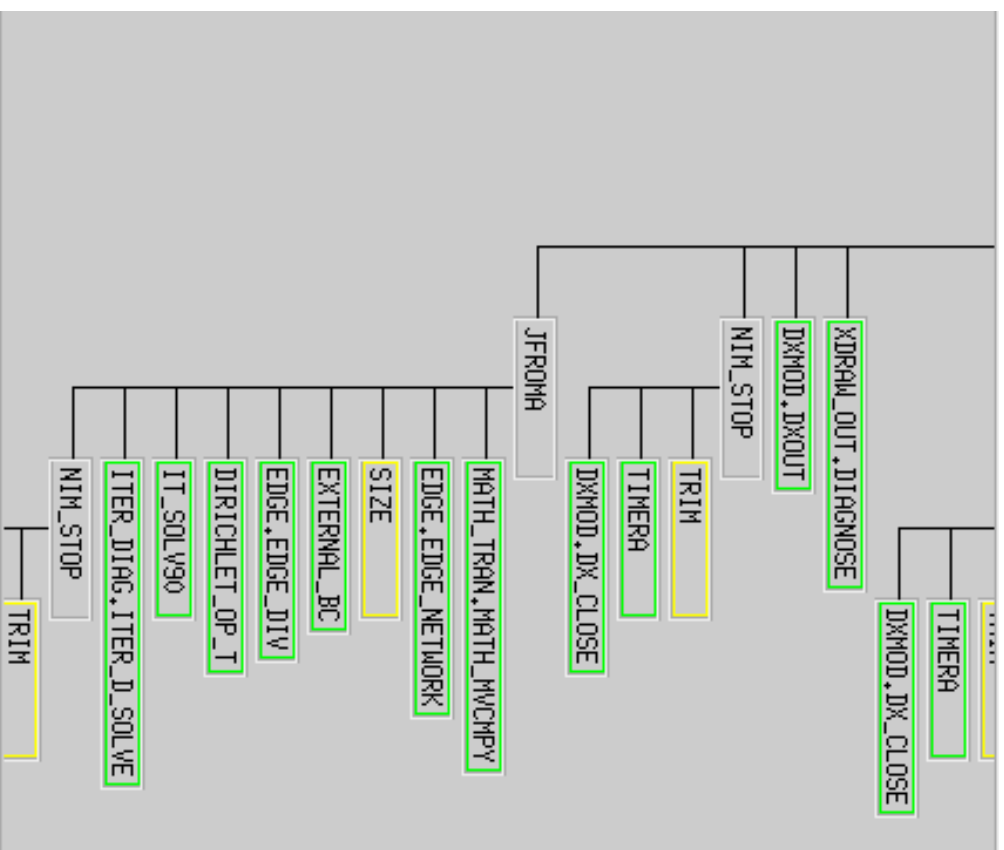 TIMERA
DXMOD.DX_CLOSE
XDRAW_OUT.DIAGNOSE
DXMOD.DXOUT
NIM_STOP
TRIM
TIMERA
DXMOD.DX_CLOSE
JFROMA
MATH_TRAN.MATH_MVCMPY
EDGE.EDGE_NETWORK
SIZE
EXTERNAL_BC
EDGE.EDGE_DIV
DIRICHLET_OP_T
IT_SOLV90
ITER_DIAG.ITER_D_SOLVE
NIM_STOP
TRIM